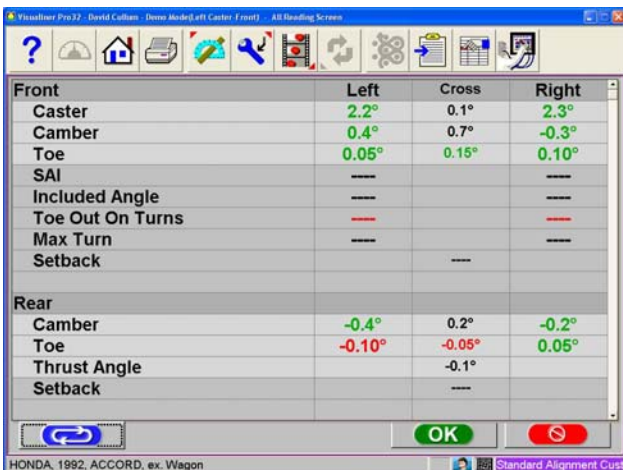 Visualiner Pro32 - David Collum - Demo Mode(Left Caster-Front) - All Reading Screen
?
Front Left Cross Right
Caster 2.2° 0.1° 2.3°
Camber 0.4° 0.7° -0.3°
Toe 0.05° 0.15° 0.10°
SAI ---- ----
Included Angle ---- ----
Toe Out On Turns ---- ----
Max Turn ---- ----
Setback ----
Rear
Camber -0.4° 0.2° -0.2°
Toe -0.10° -0.05° 0.05°
Thrust Angle -0.1°
Setback ----
OK
HONDA, 1992, ACCORD, ex. Wagon Standard Alignment Cust